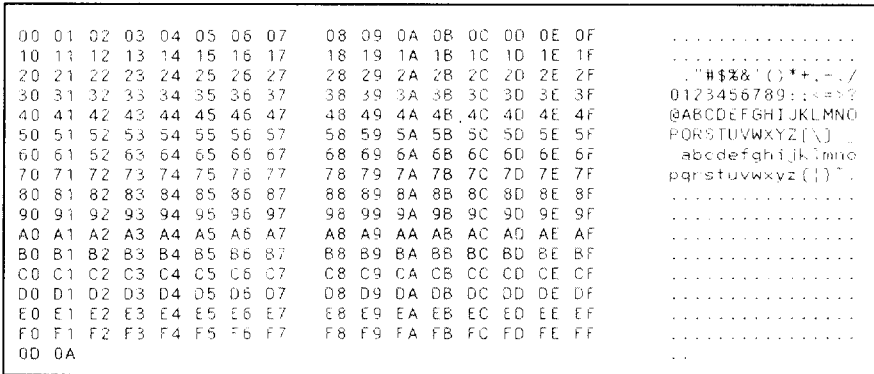 00 01 02 03 04 05 06 07 08 09 0A 0B 0C 0D 0E 0F ................
10 11 12 13 14 15 16 17 18 19 1A 1B 1C 1D 1E 1F ................
20 21 22 23 24 25 26 27 28 29 2A 2B 2C 2D 2E 2F ."#$%&'()*+,-./
30 31 32 33 34 35 36 37 38 39 3A 3B 3C 3D 3E 3F 0123456789:;<=>?
40 41 42 43 44 45 46 47 48 49 4A 4B 4C 4D 4E 4F @ABCDEFGHIJKLMNO
50 51 52 53 54 55 56 57 58 59 5A 5B 5C 5D 5E 5F PQRSTUVWXYZ[\]
60 61 62 63 64 65 66 67 68 69 6A 6B 6C 6D 6E 6F abcdefghijklmno
70 71 72 73 74 75 76 77 78 79 7A 7B 7C 7D 7E 7F pqrstuvwxyz{|}~.
80 81 82 83 84 85 86 87 88 89 8A 8B 8C 8D 8E 8F ................
90 91 92 93 94 95 96 97 98 99 9A 9B 9C 9D 9E 9F ................
A0 A1 A2 A3 A4 A5 A6 A7 A8 A9 AA AB AC AD AE AF ................
B0 B1 B2 B3 B4 B5 B6 B7 B8 B9 BA BB BC BD BE BF ................
C0 C1 C2 C3 C4 C5 C6 C7 C8 C9 CA CB CC CD CE CF ................
D0 D1 D2 D3 D4 D5 D6 D7 D8 D9 DA DB DC DD DE DF ................
E0 E1 E2 E3 E4 E5 E6 E7 E8 E9 EA EB EC ED EE EF ................
F0 F1 F2 F3 F4 F5 F6 F7 F8 F9 FA FB FC FD FE FF ................
0D 0A ..